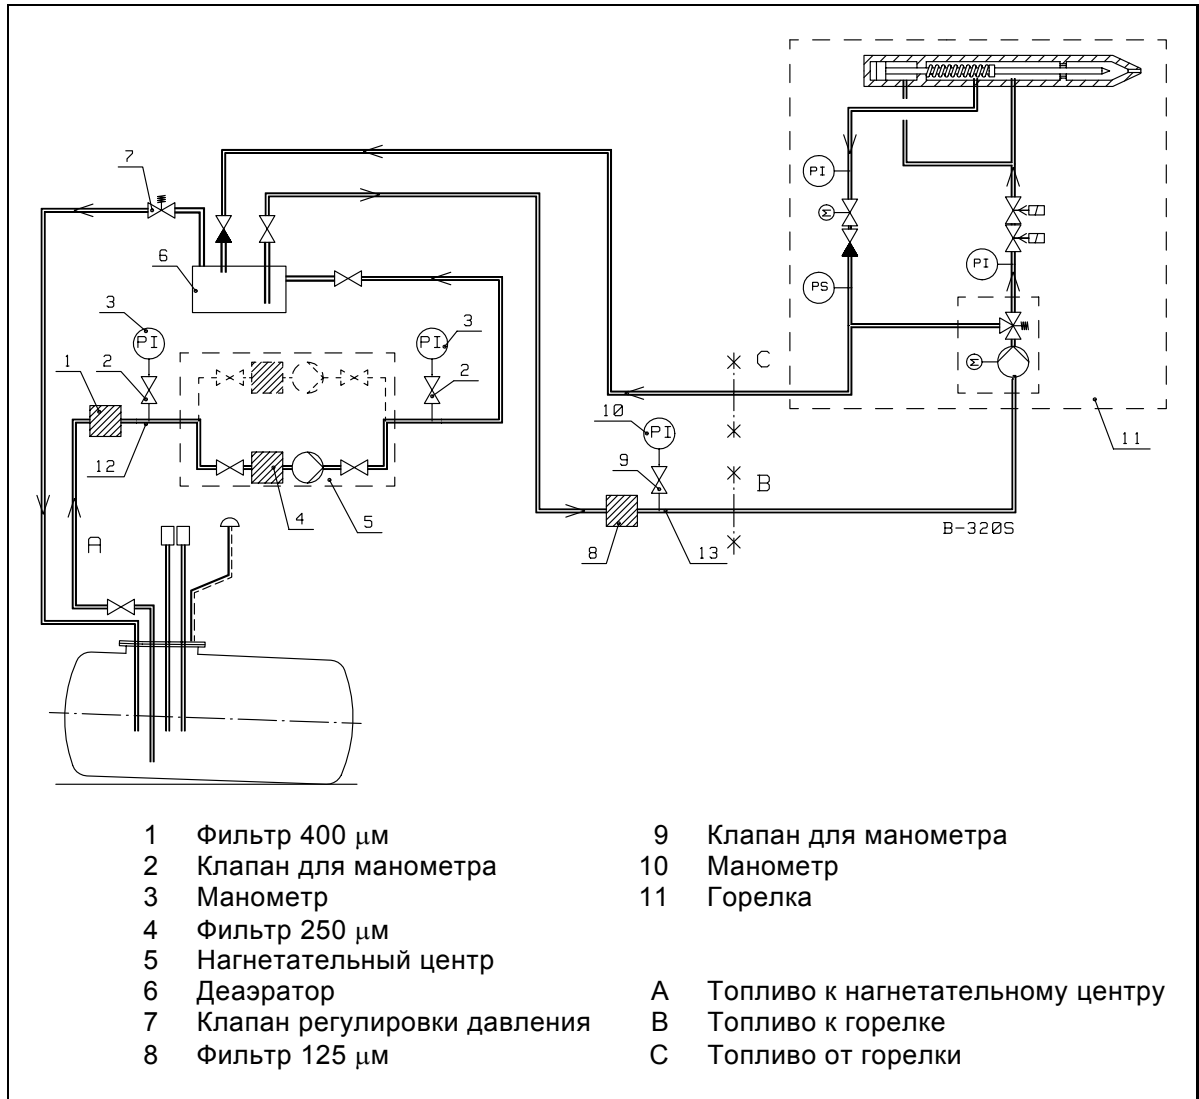 7
6
3
PI
3
PI
1
2
2
12
4
5
A
C
10
PI
9
B
8
13
B-320S
PI
M
PS
PI
M
11
1 Фильтр 400 μм
2 Клапан для манометра
3 Манометр
4 Фильтр 250 μм
5 Нагнетательный центр
6 Деаэратор
7 Клапан регулировки давления
8 Фильтр 125 μм
9 Клапан для манометра
10 Манометр
11 Горелка
A Топливо к нагнетательному центру
B Топливо к горелке
C Топливо от горелки